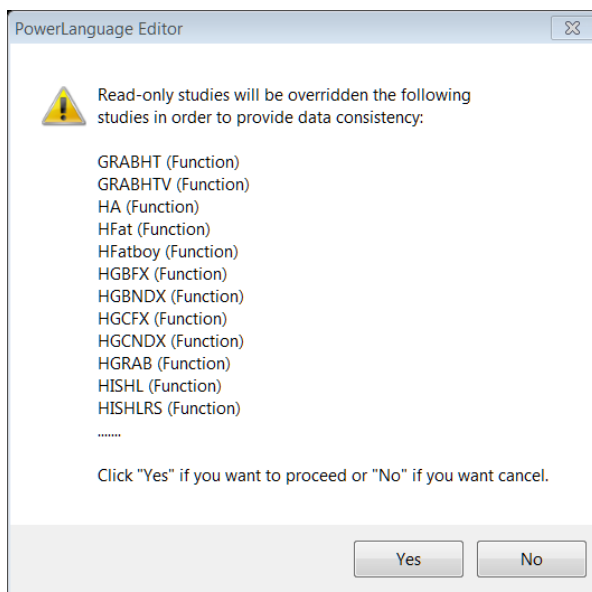 PowerLanguage Editor
Read-only studies will be overridden the following
studies in order to provide data consistency:
GRABHT (Function)
GRABHTV (Function)
HA (Function)
HFat (Function)
HFatboy (Function)
HGBFX (Function)
HGBNDX (Function)
HGCFX (Function)
HGCNDX (Function)
HGRAB (Function)
HISHL (Function)
HISHLRS (Function)
.......
Click "Yes" if you want to proceed or "No" if you want cancel.
Yes
No